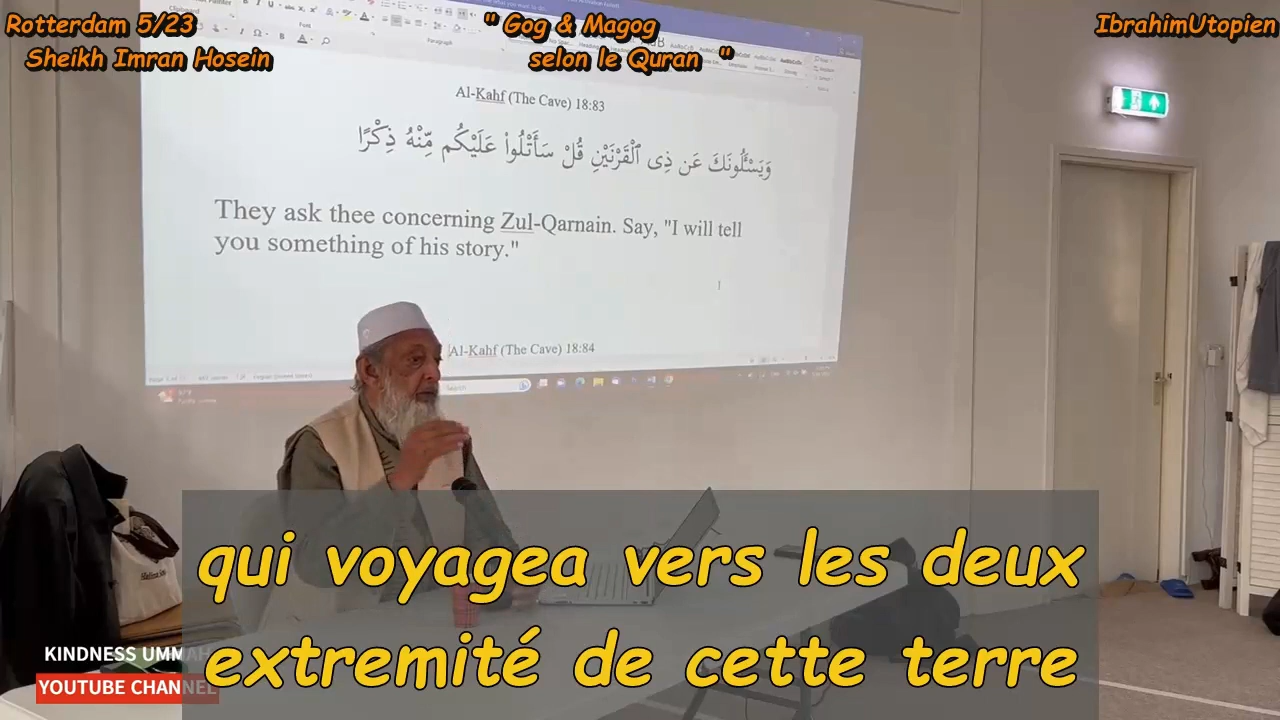 Rotterdam 5/23
Sheikh Imran Hosein
" Gog & Magog
selon le Quran "
IbrahimUtopien
Al-Kahf (The Cave) 18:83
وَيَسْـَٔلُونَكَ عَن ذِى ٱلْقَرْنَيْنِ قُلْ سَأَتْلُوا۟ عَلَيْكُم مِّنْهُ ذِكْرًا
They ask thee concerning Zul-Qarnain. Say, "I will tell
you something of his story."
Al-Kahf (The Cave) 18:84
qui voyagea vers les deux
extremité de cette terre
KINDNESS UMMAH
YOUTUBE CHANNEL